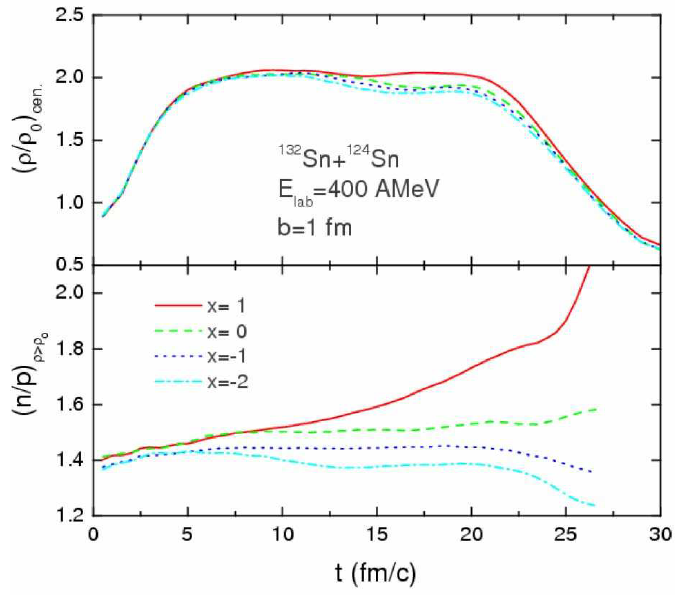 2.5
2.0
1.5
1.0
0.5
(ρ/ρ₀)cen.
¹³²Sn+¹²⁴Sn
Elab=400 AMeV
b=1 fm
2.0
1.8
1.6
1.4
1.2
(n/p)ρ>ρ₀
x= 1
x= 0
x=-1
x=-2
0 5 10 15 20 25 30
t (fm/c)